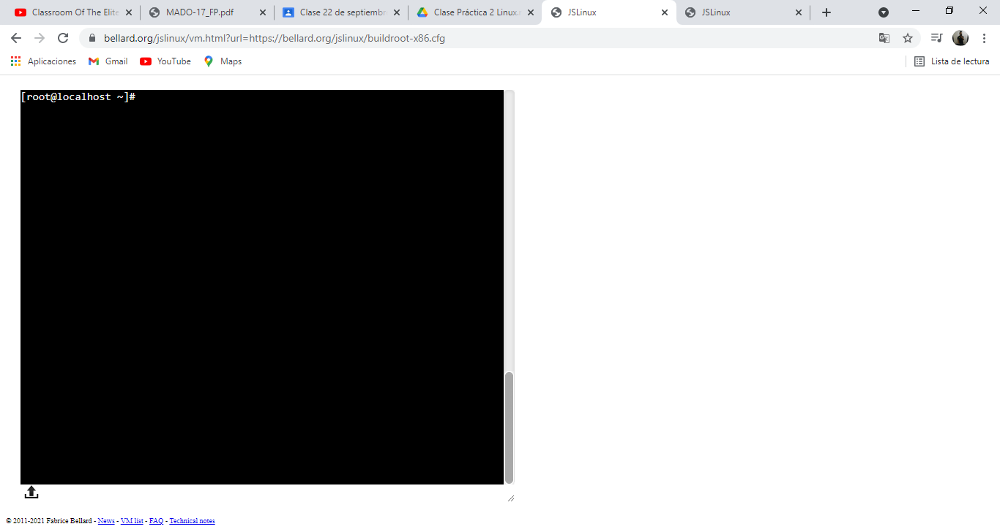 Classroom Of The Elite
MADO-17_FP.pdf
Clase 22 de septiembr
Clase Práctica 2 Linux.
JSLinux
JSLinux
bellard.org/jslinux/vm.html?url=https://bellard.org/jslinux/buildroot-x86.cfg
Aplicaciones
Gmail
YouTube
Maps
Lista de lectura
[root@localhost ~]#
© 2011-2021 Fabrice Bellard - News - VM list - FAQ - Technical notes